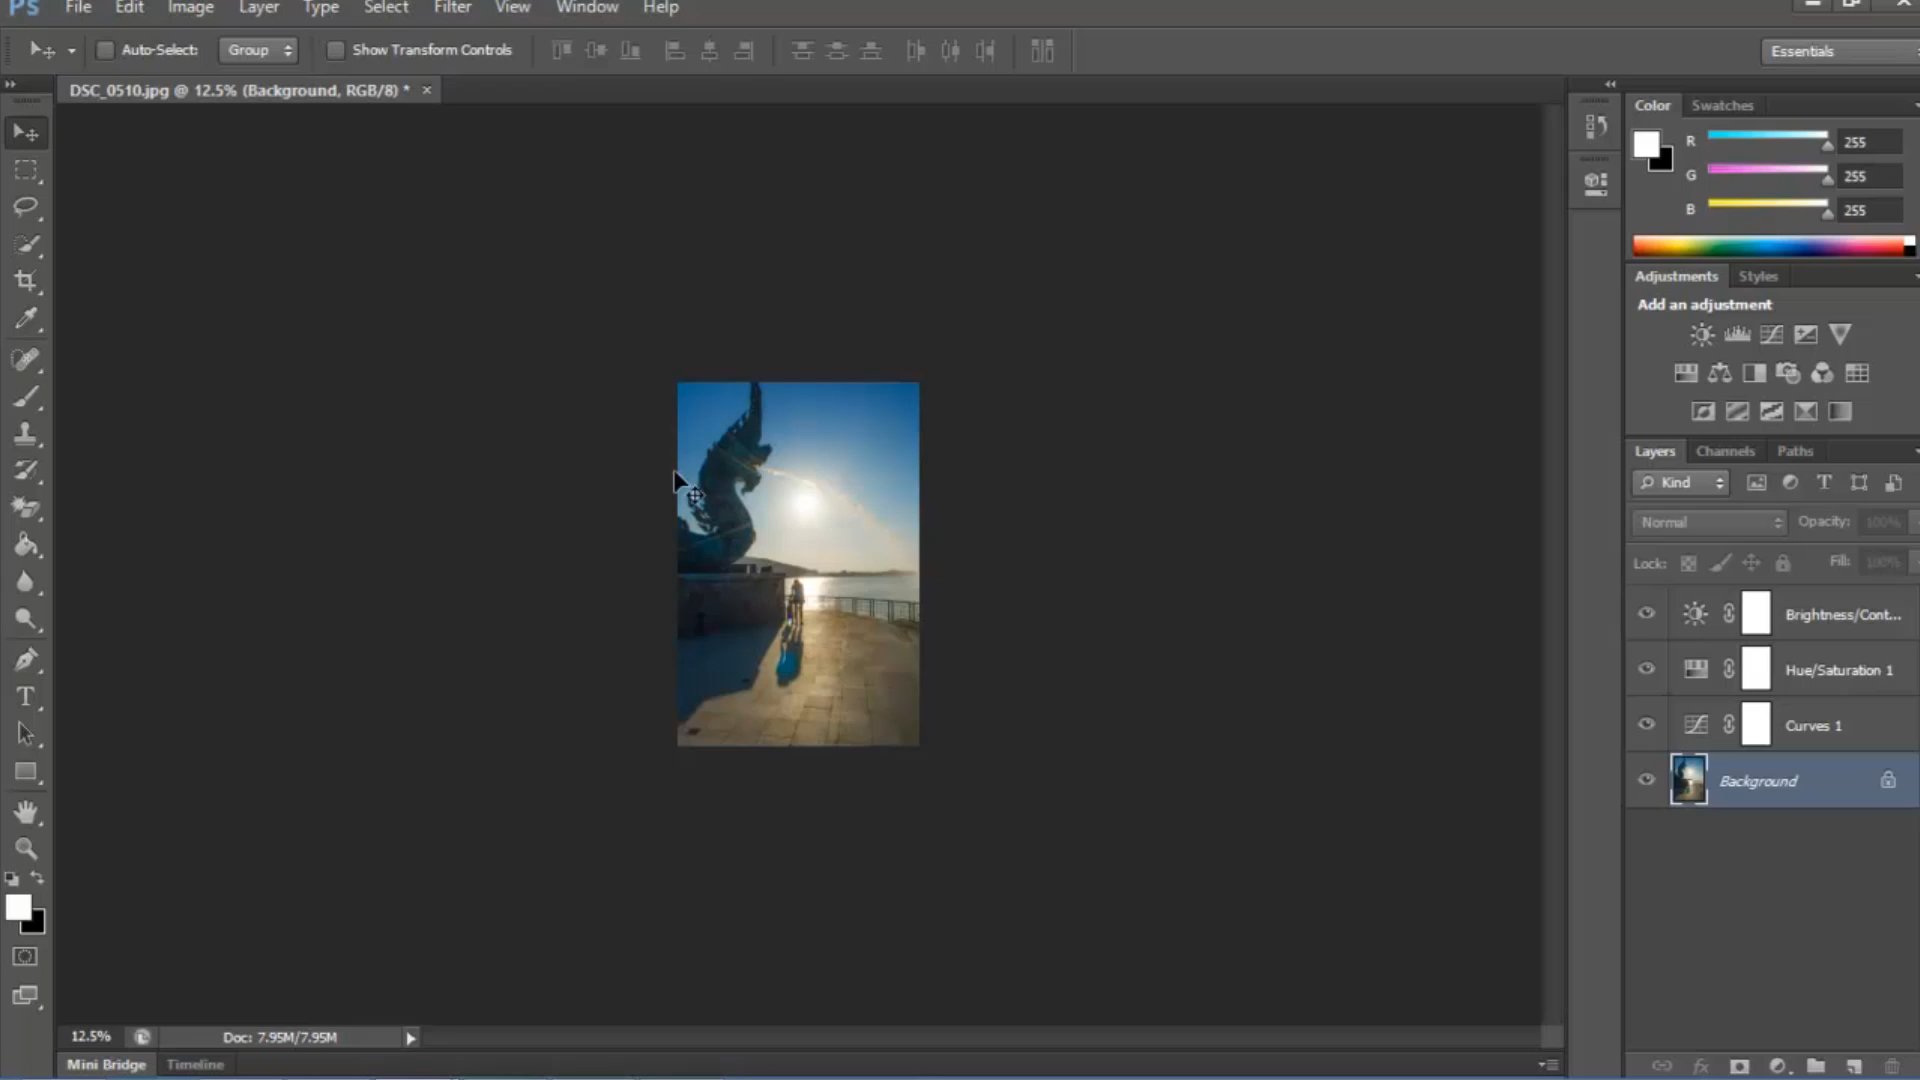 Ps File Edit Image Layer Type Select Filter View Window Help
Auto-Select: Group Show Transform Controls Essentials
DSC_0510.jpg @ 12.5% (Background, RGB/8) * ×
Color Swatches
R 255
G 255
B 255
Adjustments Styles
Add an adjustment
Layers Channels Paths
Kind
Normal Opacity: 100%
Lock: Fill: 100%
Brightness/Cont...
Hue/Saturation 1
Curves 1
Background
12.5% Doc: 7.95M/7.95M
Mini Bridge Timeline